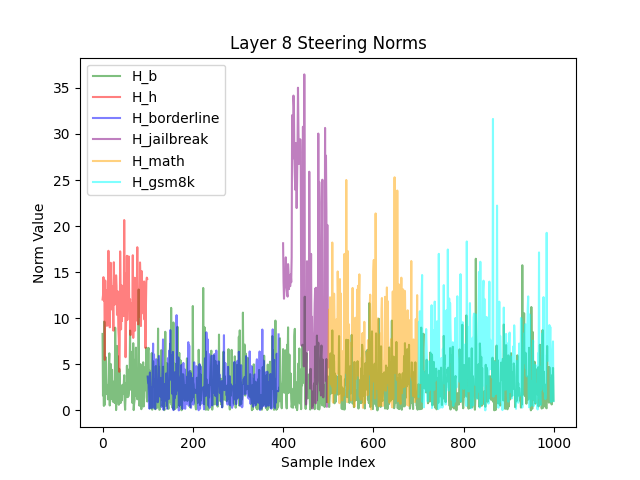 Layer 8 Steering Norms
H_b
H_h
H_borderline
H_jailbreak
H_math
H_gsm8k
Norm Value
35
30
25
20
15
10
5
0
0 200 400 600 800 1000
Sample Index